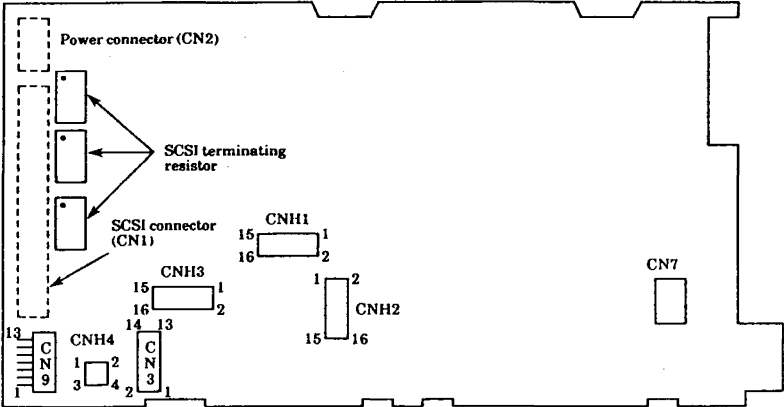 Power connector (CN2)
SCSI terminating
resistor
SCSI connector
(CN1)
CNH1
15 1
16 2
CNH3
15 1
16 2
1 2
CNH2
15 16
CN7
13
CN9
1
CNH4
1 2
3 4
14 13
CN3
2 1